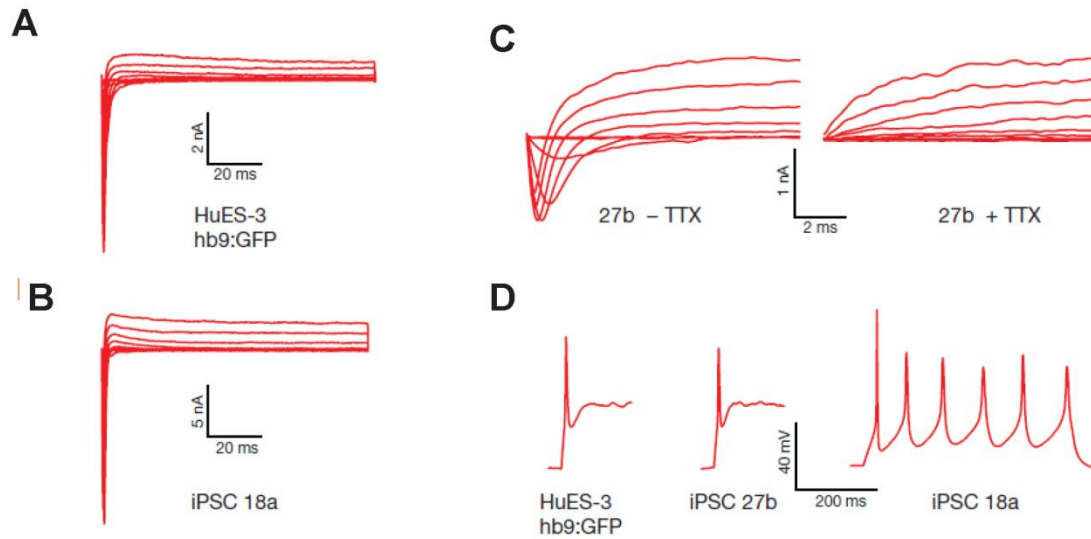 A
2 nA
20 ms
HuES-3
hb9:GFP
B
5 nA
20 ms
iPSC 18a
C
27b – TTX
1 nA
2 ms
27b + TTX
D
HuES-3
hb9:GFP
iPSC 27b
40 mV
200 ms
iPSC 18a